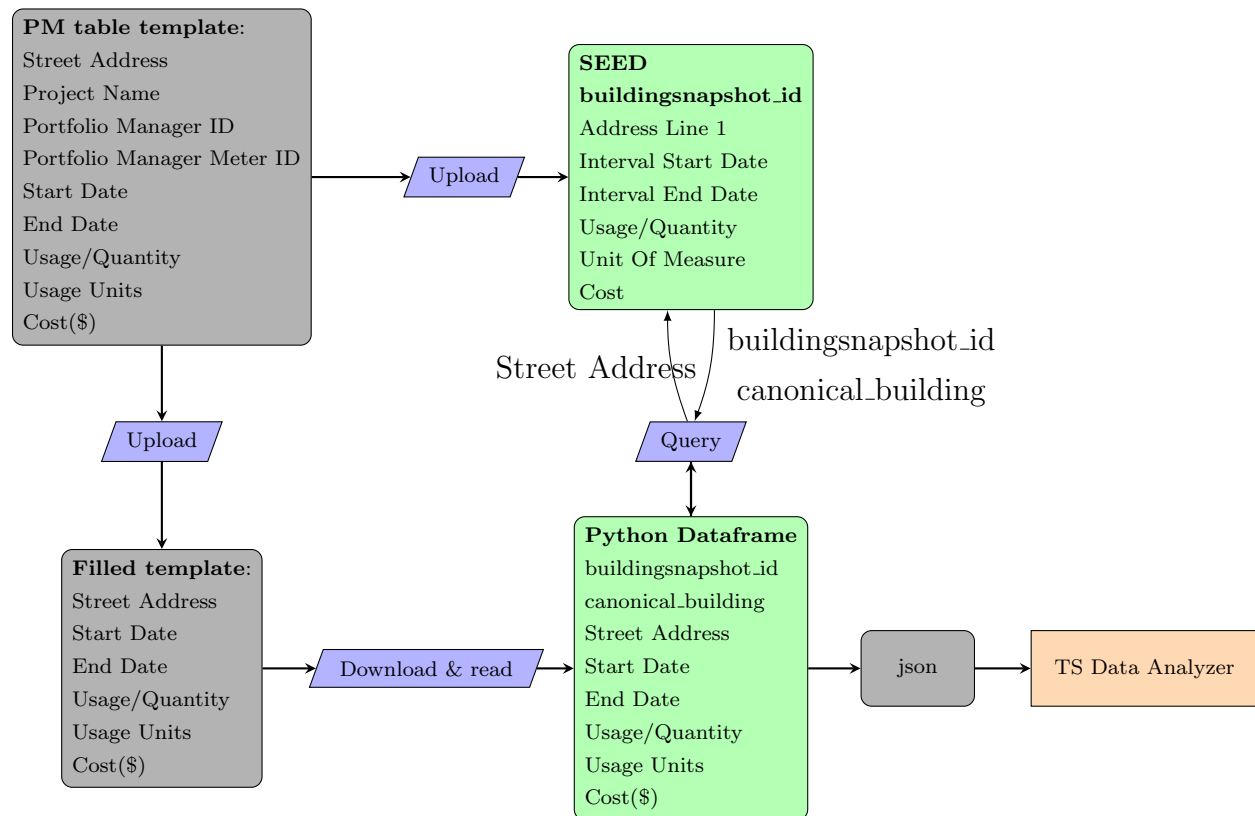 PM table template:
Street Address
Project Name
Portfolio Manager ID
Portfolio Manager Meter ID
Start Date
End Date
Usage/Quantity
Usage Units
Cost($)
Upload
SEED
buildingsnapshot_id
Address Line 1
Interval Start Date
Interval End Date
Usage/Quantity
Unit Of Measure
Cost
Street Address
buildingsnapshot_id
canonical_building
Upload
Query
Filled template:
Street Address
Start Date
End Date
Usage/Quantity
Usage Units
Cost($)
Download & read
Python Dataframe
buildingsnapshot_id
canonical_building
Street Address
Start Date
End Date
Usage/Quantity
Usage Units
Cost($)
json
TS Data Analyzer